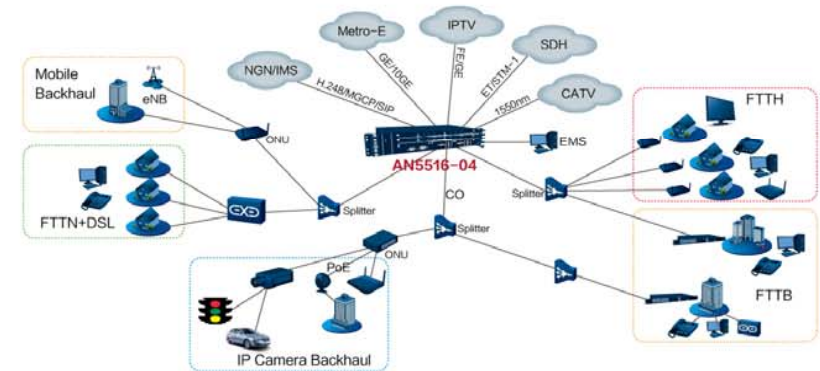 Metro-E
IPTV
SDH
NGN/IMS
CATV
GE/10GE
FE/GE
E1/STM-1
H.248/MGCP/SIP
1550nm
Mobile
Backhaul
eNB
ONU
EMS
FTTH
AN5516-04
CO
Splitter
Splitter
Splitter
FTTN+DSL
ONU
PoE
FTTB
IP Camera Backhaul